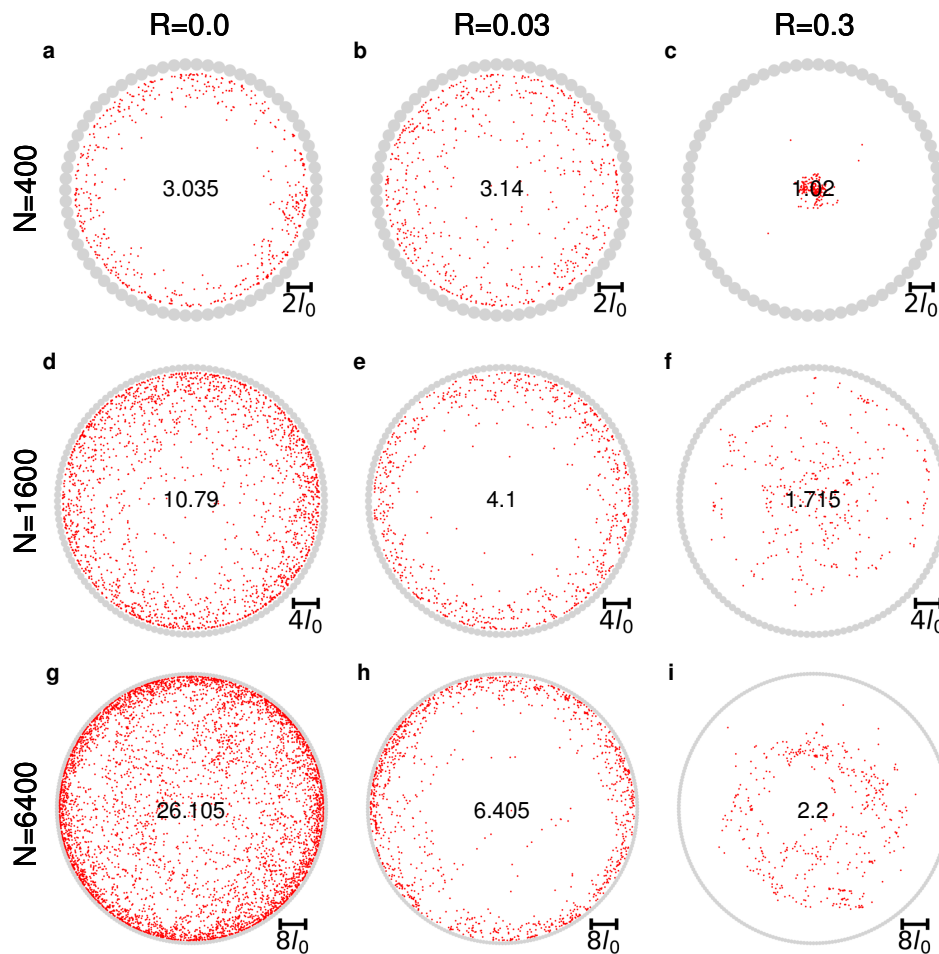 R=0.0 R=0.03 R=0.3
a b c
N=400
3.035 3.14 1.02
2l₀ 2l₀ 2l₀
d e f
N=1600
10.79 4.1 1.715
4l₀ 4l₀ 4l₀
g h i
N=6400
26.105 6.405 2.2
8l₀ 8l₀ 8l₀